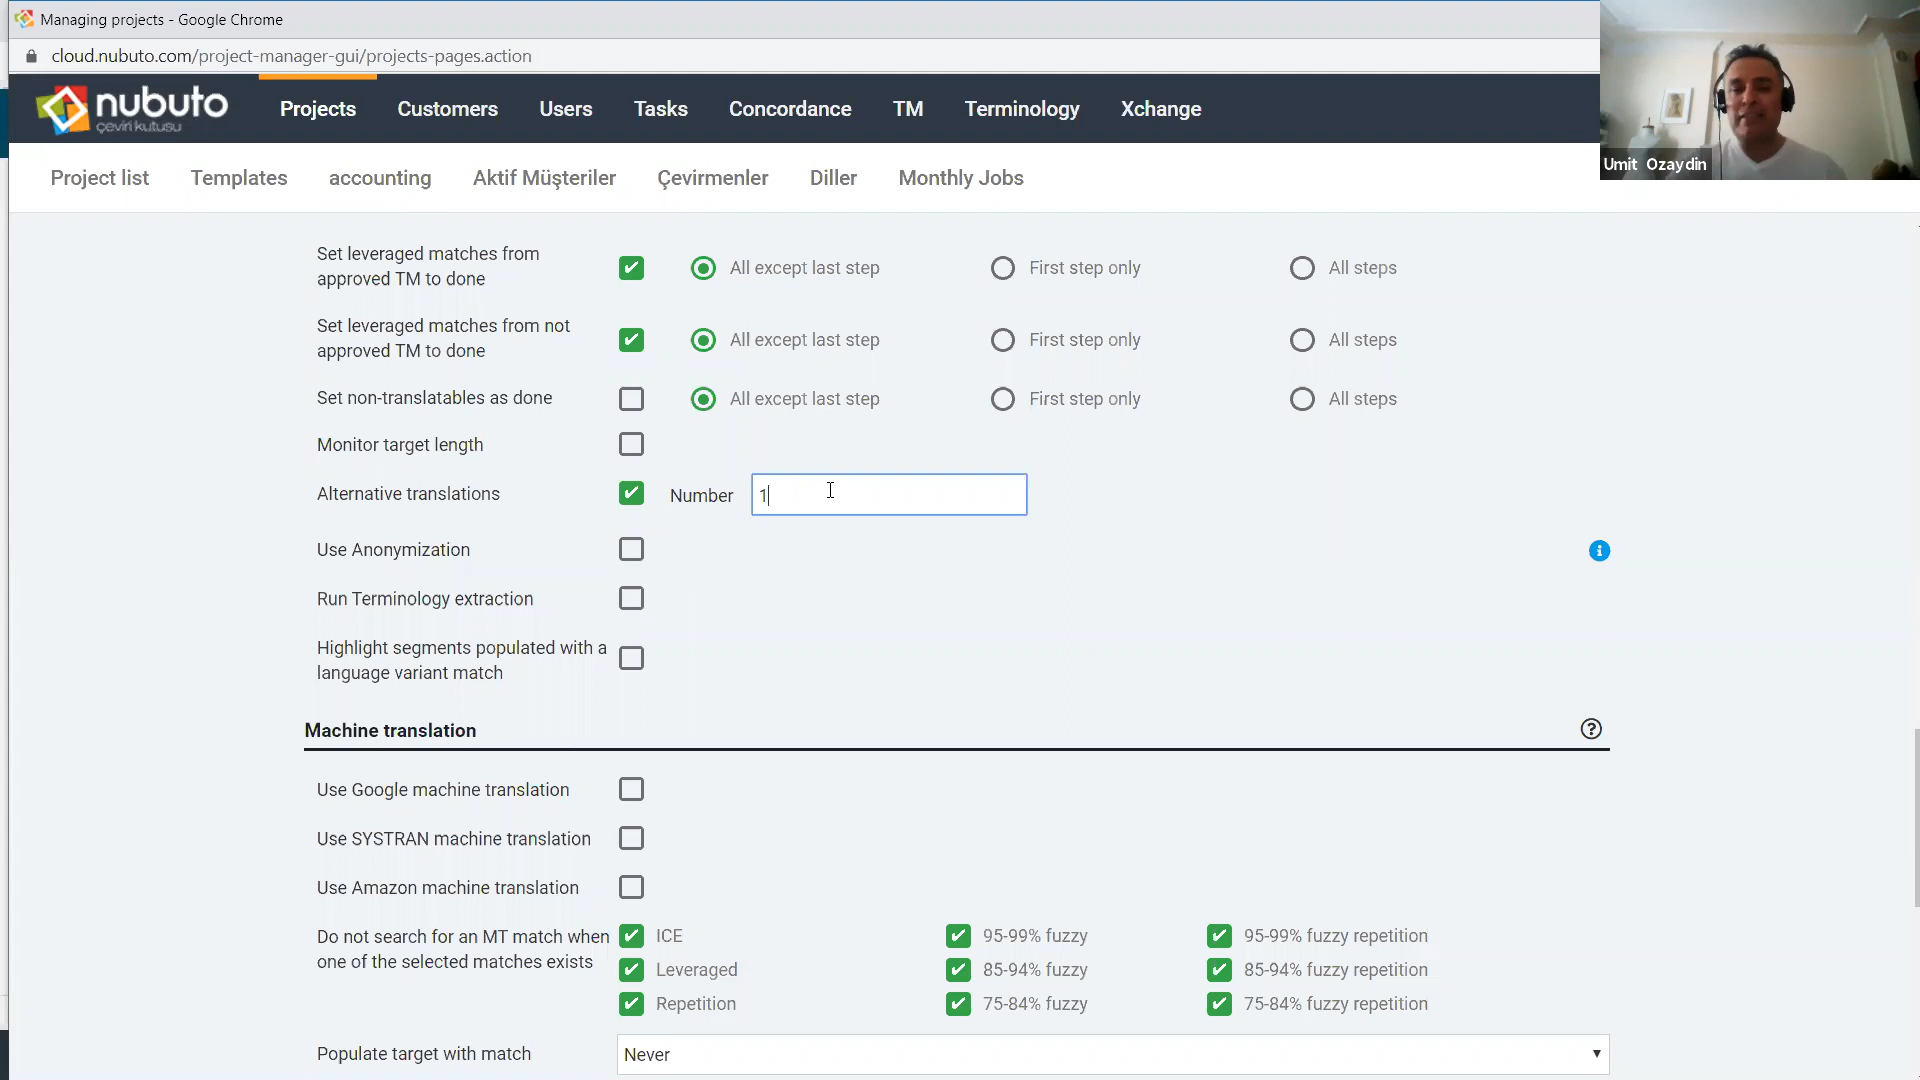 Managing projects - Google Chrome
cloud.nubuto.com/project-manager-gui/projects-pages.action
nubuto
çeviri kutusu
Projects Customers Users Tasks Concordance TM Terminology Xchange
Umit Ozaydin
Project list Templates accounting Aktif Müşteriler Çevirmenler Diller Monthly Jobs
Set leveraged matches from
approved TM to done
All except last step First step only All steps
Set leveraged matches from not
approved TM to done
All except last step First step only All steps
Set non-translatables as done All except last step First step only All steps
Monitor target length
Alternative translations Number 1
Use Anonymization
Run Terminology extraction
Highlight segments populated with a
language variant match
Machine translation
Use Google machine translation
Use SYSTRAN machine translation
Use Amazon machine translation
Do not search for an MT match when
one of the selected matches exists
ICE 95-99% fuzzy 95-99% fuzzy repetition
Leveraged 85-94% fuzzy 85-94% fuzzy repetition
Repetition 75-84% fuzzy 75-84% fuzzy repetition
Populate target with match Never